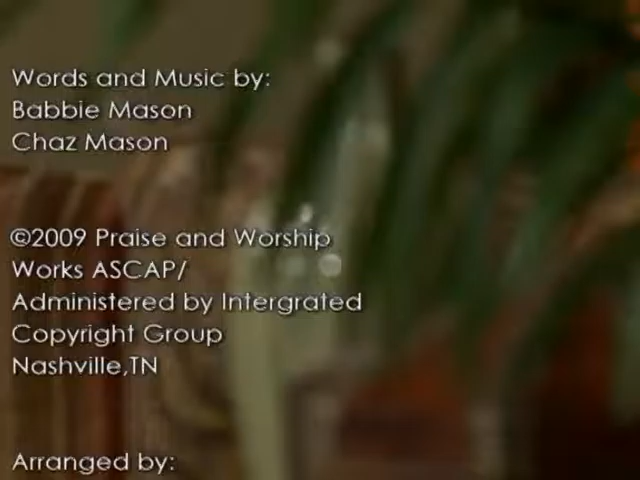 Words and Music by:
Babbie Mason
Chaz Mason
©2009 Praise and Worship
Works ASCAP/
Administered by Intergrated
Copyright Group
Nashville,TN
Arranged by: